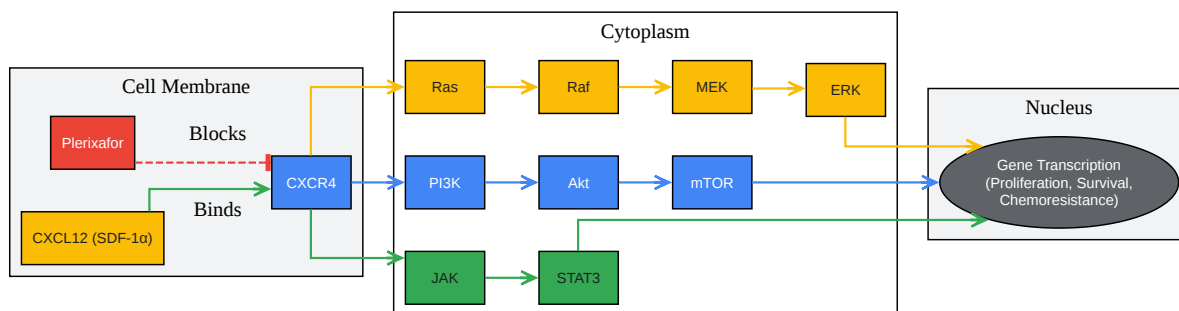 Cell Membrane
Plerixafor
Blocks
CXCR4
Binds
CXCL12 (SDF-1α)
Cytoplasm
Ras
Raf
MEK
ERK
PI3K
Akt
mTOR
JAK
STAT3
Nucleus
Gene Transcription
(Proliferation, Survival,
Chemoresistance)